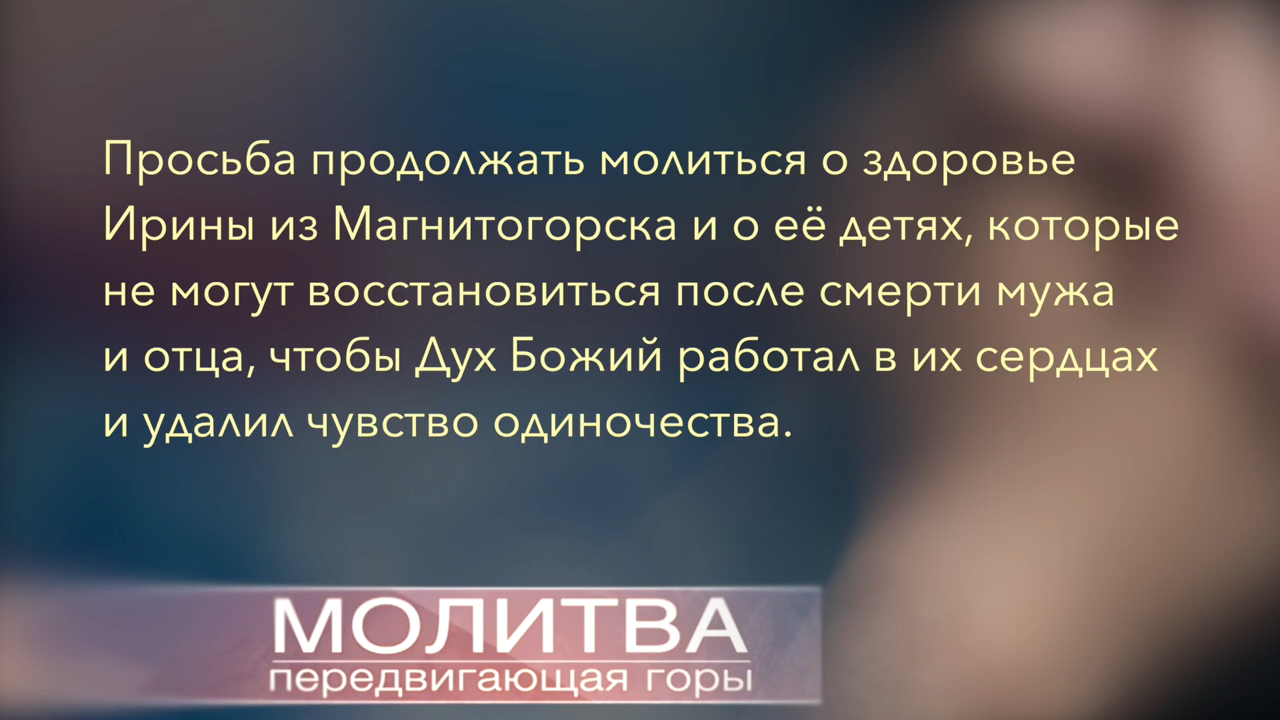 Просьба продолжать молиться о здоровье
Ирины из Магнитогорска и о её детях, которые
не могут восстановиться после смерти мужа
и отца, чтобы Дух Божий работал в их сердцах
и удалил чувство одиночества.
МОЛИТВА
передвигающая горы